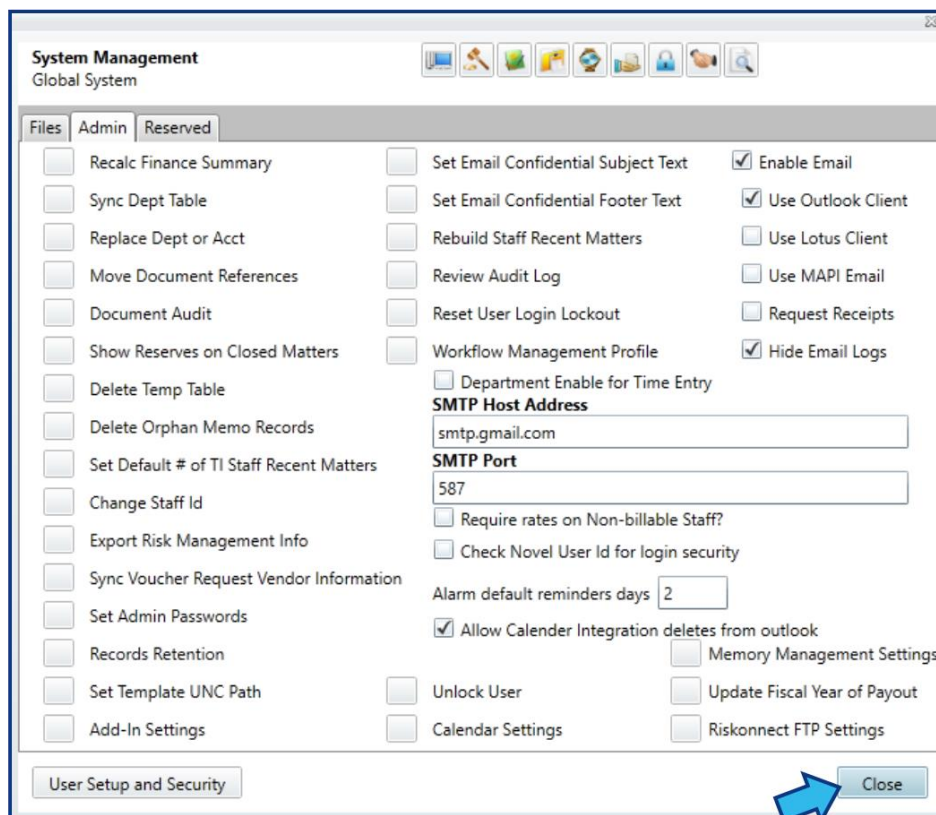 System Management
Global System
Files Admin Reserved
Recalc Finance Summary
Sync Dept Table
Replace Dept or Acct
Move Document References
Document Audit
Show Reserves on Closed Matters
Delete Temp Table
Delete Orphan Memo Records
Set Default # of TI Staff Recent Matters
Change Staff Id
Export Risk Management Info
Sync Voucher Request Vendor Information
Set Admin Passwords
Records Retention
Set Template UNC Path
Add-In Settings
Set Email Confidential Subject Text
Set Email Confidential Footer Text
Rebuild Staff Recent Matters
Review Audit Log
Reset User Login Lockout
Workflow Management Profile
Department Enable for Time Entry
Enable Email
Use Outlook Client
Use Lotus Client
Use MAPI Email
Request Receipts
Hide Email Logs
SMTP Host Address
smtp.gmail.com
SMTP Port
587
Require rates on Non-billable Staff?
Check Novel User Id for login security
Alarm default reminders days 2
Allow Calender Integration deletes from outlook
Memory Management Settings
Unlock User
Update Fiscal Year of Payout
Calendar Settings
Riskonnect FTP Settings
User Setup and Security
Close